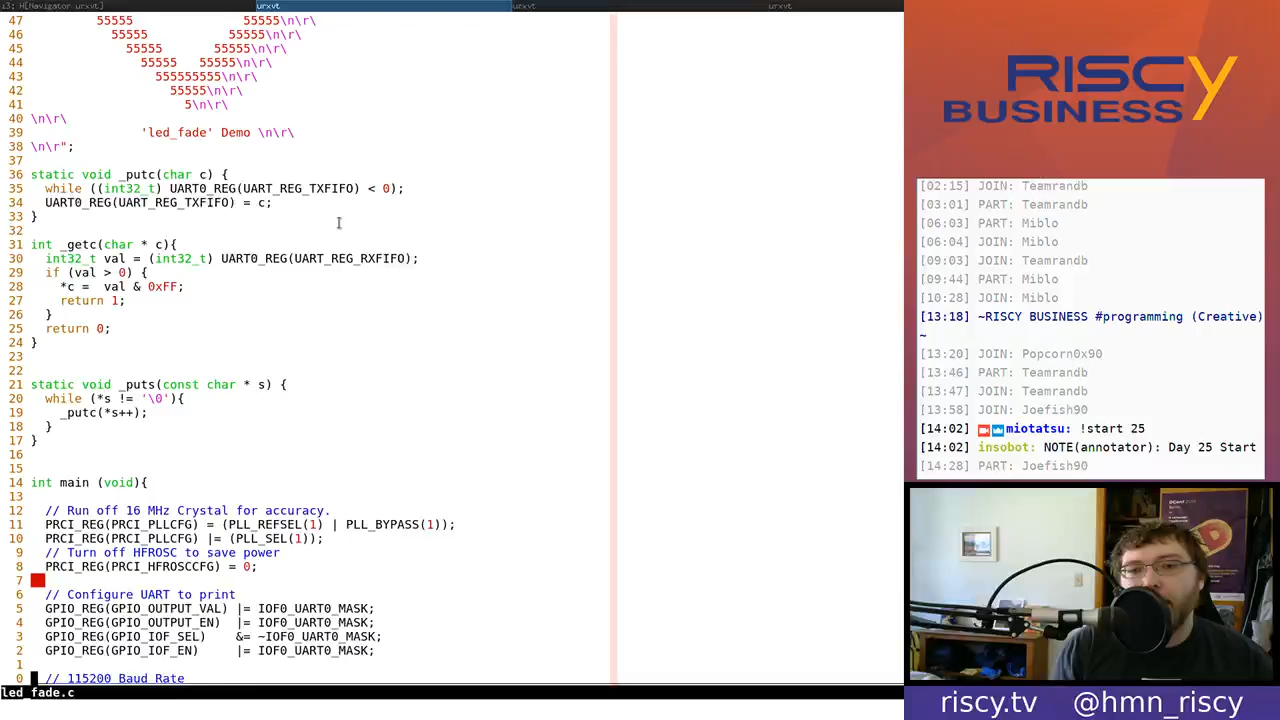 i3: H[Navigator urxvt]
urxvt
urxvt
urxvt
47 55555 55555\n\r\
46 55555 55555\n\r\
45 55555 55555\n\r\
44 55555 55555\n\r\
43 555555555\n\r\
42 55555\n\r\
41 5\n\r\
40 \n\r\
39 'led_fade' Demo \n\r\
38 \n\r";
37
36 static void _putc(char c) {
35 while ((int32_t) UART0_REG(UART_REG_TXFIFO) < 0);
34 UART0_REG(UART_REG_TXFIFO) = c;
33 }
32
31 int _getc(char * c){
30 int32_t val = (int32_t) UART0_REG(UART_REG_RXFIFO);
29 if (val > 0) {
28 *c =  val & 0xFF;
27 return 1;
26 }
25 return 0;
24 }
23
22
21 static void _puts(const char * s) {
20 while (*s != '\0'){
19 _putc(*s++);
18 }
17 }
16
15
14 int main (void){
13
12 // Run off 16 MHz Crystal for accuracy.
11 PRCI_REG(PRCI_PLLCFG) = (PLL_REFSEL(1) | PLL_BYPASS(1));
10 PRCI_REG(PRCI_PLLCFG) |= (PLL_SEL(1));
9 // Turn off HFROSC to save power
8 PRCI_REG(PRCI_HFROSCCFG) = 0;
7
6 // Configure UART to print
5 GPIO_REG(GPIO_OUTPUT_VAL) |= IOF0_UART0_MASK;
4 GPIO_REG(GPIO_OUTPUT_EN)  |= IOF0_UART0_MASK;
3 GPIO_REG(GPIO_IOF_SEL)    &= ~IOF0_UART0_MASK;
2 GPIO_REG(GPIO_IOF_EN)     |= IOF0_UART0_MASK;
1
0 // 115200 Baud Rate
led_fade.c
RISCY
BUSINESS
[02:15] JOIN: Teamrandb
[03:01] PART: Teamrandb
[06:03] PART: Miblo
[06:04] JOIN: Miblo
[09:03] JOIN: Teamrandb
[09:44] PART: Miblo
[10:28] JOIN: Miblo
[13:18] ~RISCY BUSINESS #programming (Creative)
~
[13:20] JOIN: Popcorn0x90
[13:46] PART: Teamrandb
[13:47] JOIN: Teamrandb
[13:58] JOIN: Joefish90
[14:02] miotatsu: !start 25
[14:02] insobot: NOTE(annotator): Day 25 Start
[14:28] PART: Joefish90
riscy.tv @hmn_riscy